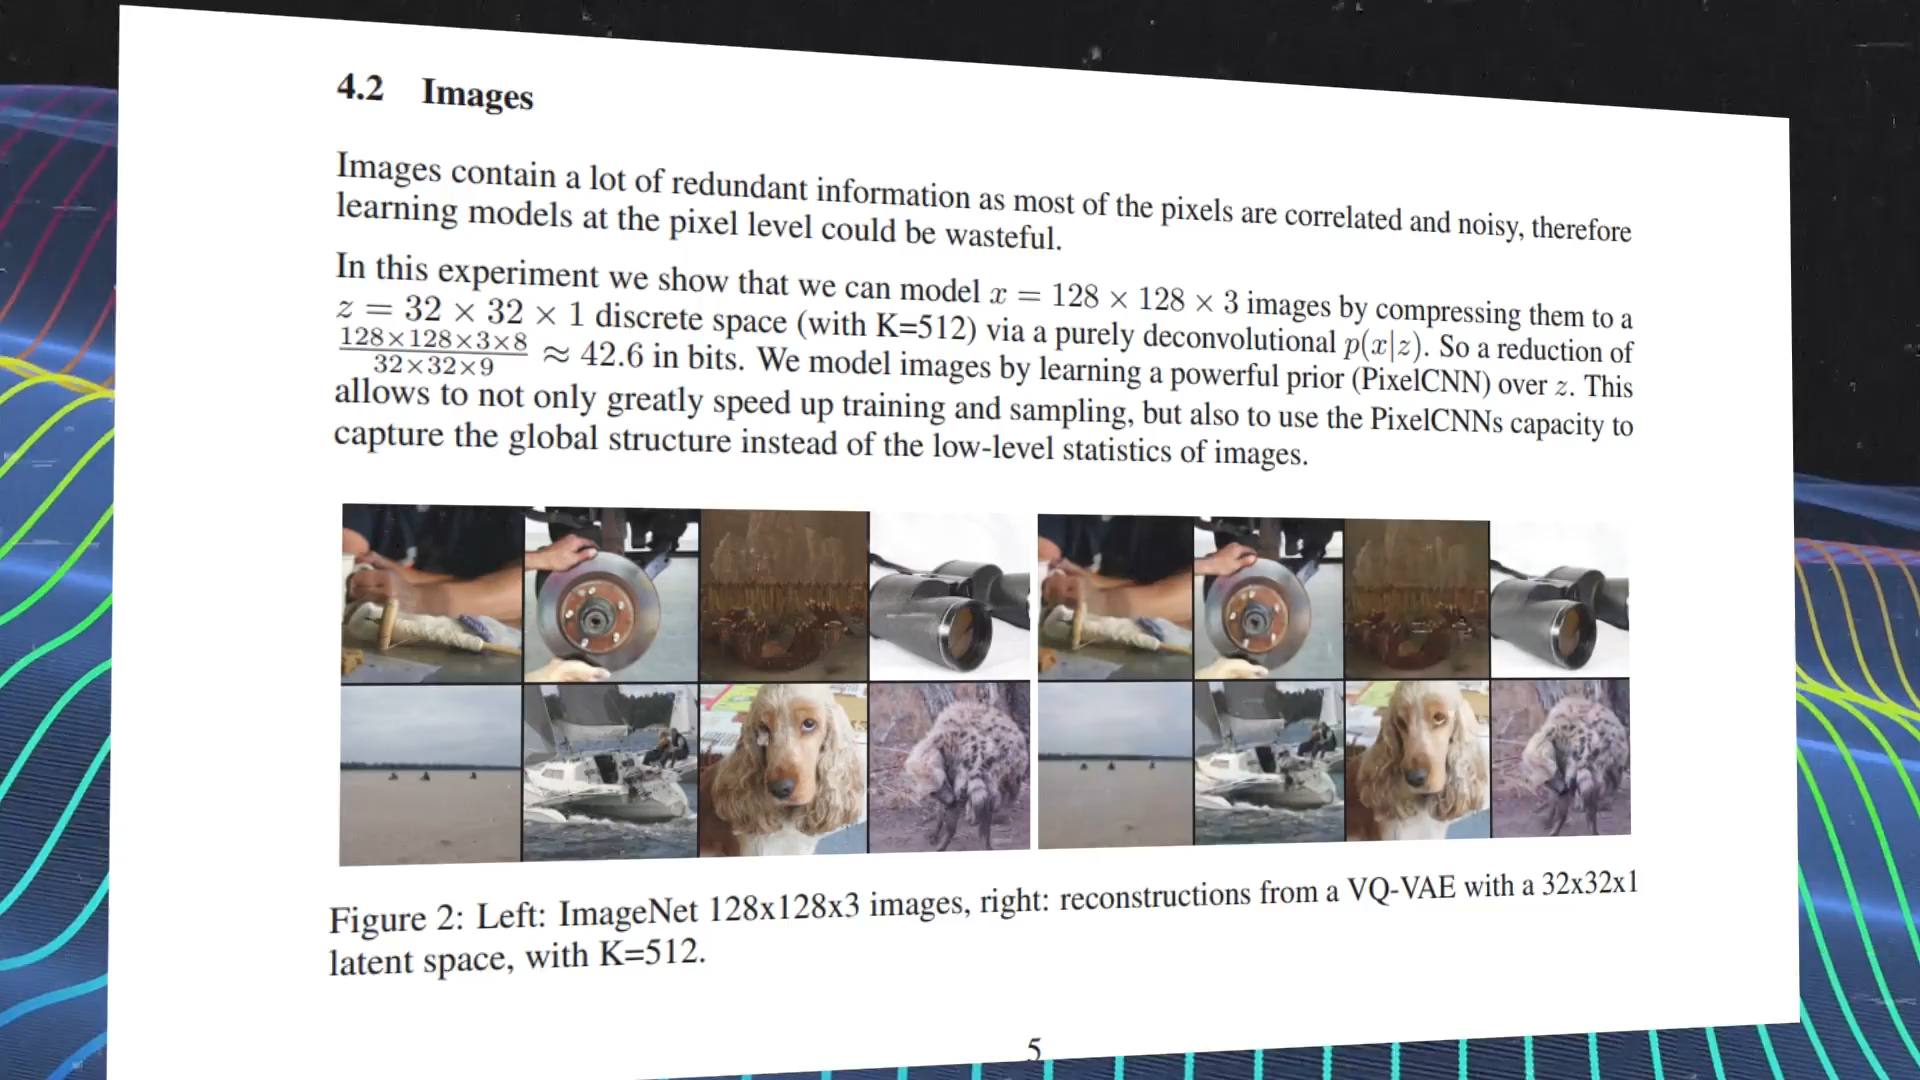 4.2 Images
Images contain a lot of redundant information as most of the pixels are correlated and noisy, therefore
learning models at the pixel level could be wasteful.
In this experiment we show that we can model x = 128 × 128 × 3 images by compressing them to a
z = 32 × 32 × 1 discrete space (with K=512) via a purely deconvolutional p(x|z). So a reduction of
128×128×3×8 / 32×32×9 ≈ 42.6 in bits. We model images by learning a powerful prior (PixelCNN) over z. This
allows to not only greatly speed up training and sampling, but also to use the PixelCNNs capacity to
capture the global structure instead of the low-level statistics of images.
Figure 2: Left: ImageNet 128x128x3 images, right: reconstructions from a VQ-VAE with a 32x32x1
latent space, with K=512.
5